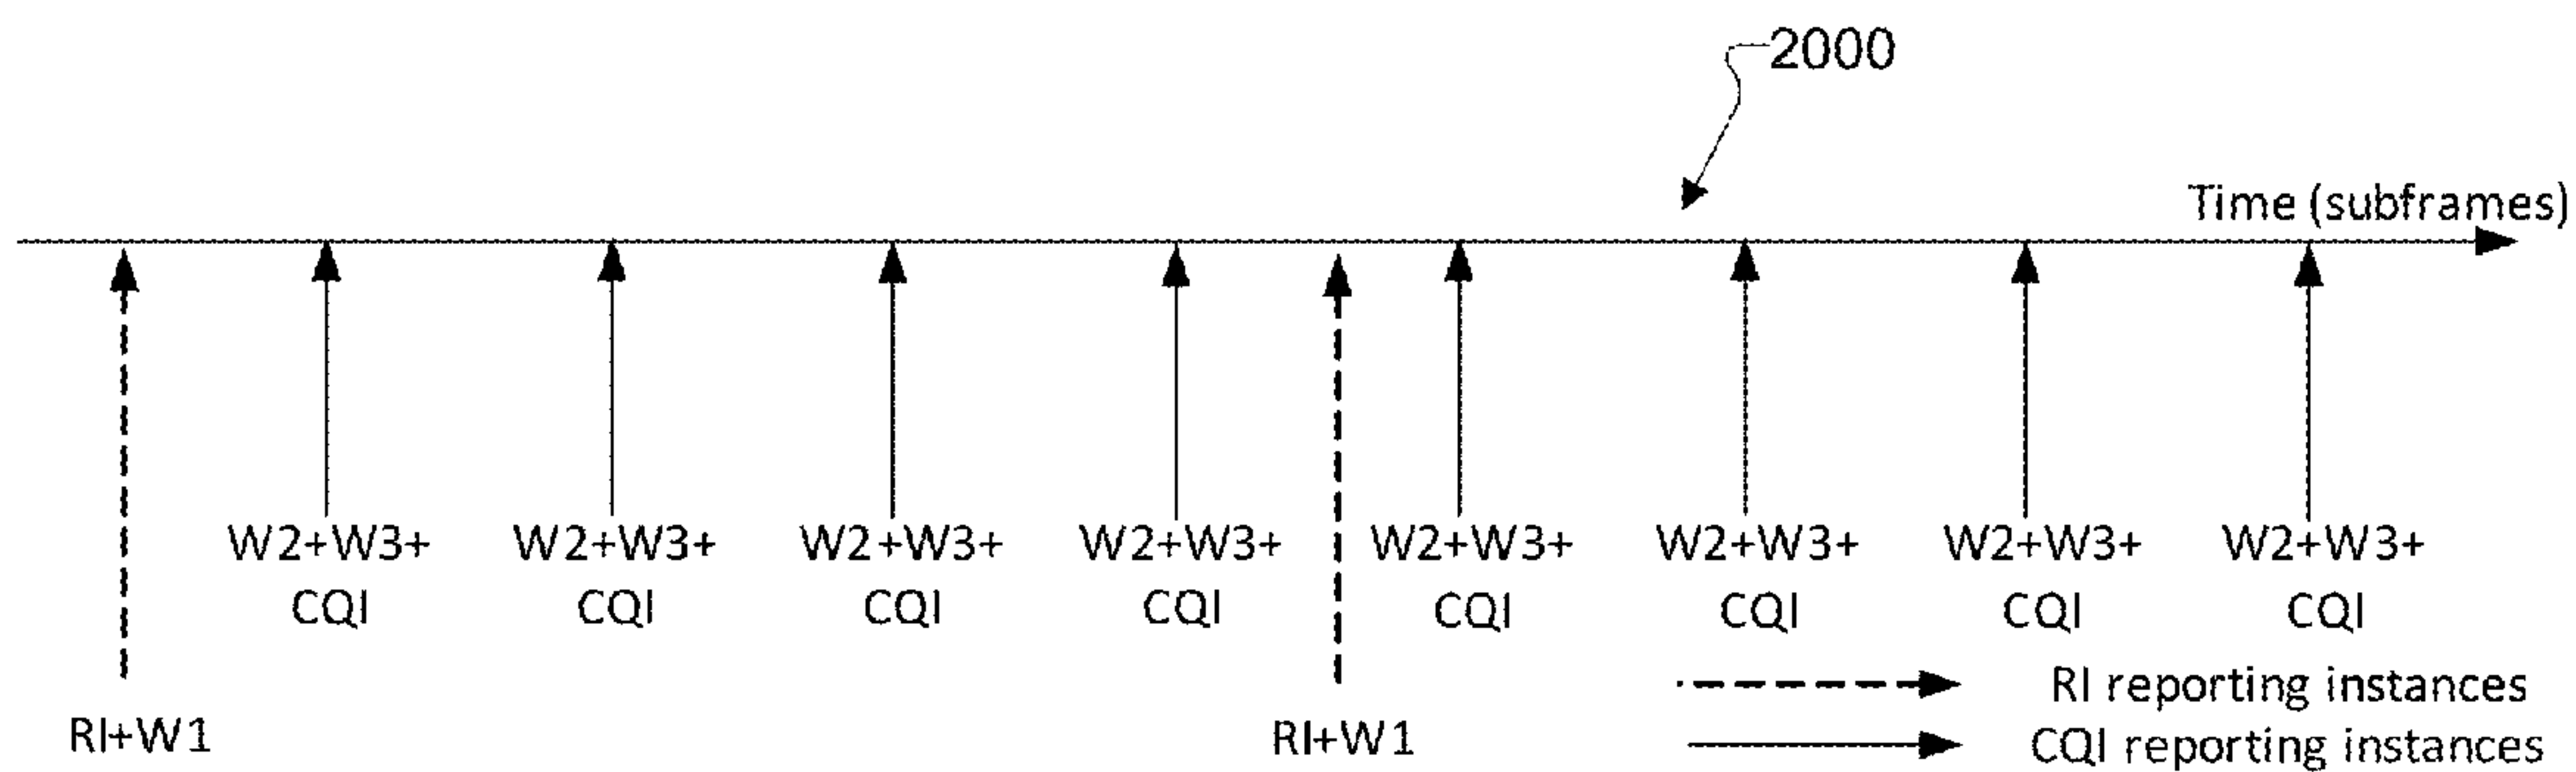 2000
Time (subframes)
W2+W3+
CQI
W2+W3+
CQI
W2+W3+
CQI
W2+W3+
CQI
W2+W3+
CQI
W2+W3+
CQI
W2+W3+
CQI
W2+W3+
CQI
RI+W1
RI+W1
RI reporting instances
CQI reporting instances